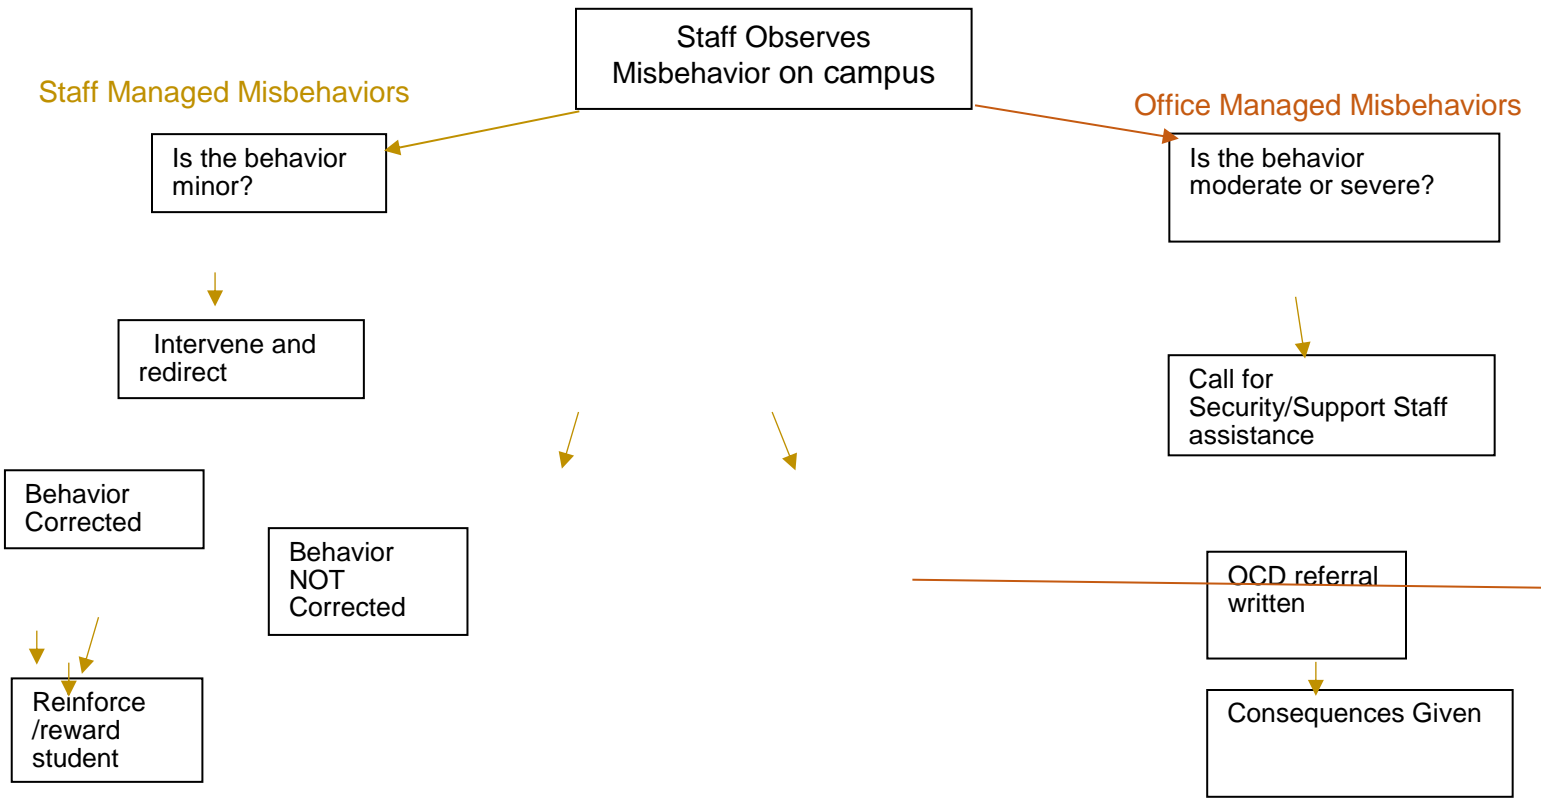 Staff Observes
Misbehavior on campus
Staff Managed Misbehaviors
Office Managed Misbehaviors
Is the behavior
minor?
Is the behavior
moderate or severe?
Intervene and
redirect
Call for
Security/Support Staff
assistance
Behavior
Corrected
Behavior
NOT
Corrected
OCD referral
written
Reinforce
/reward
student
Consequences Given